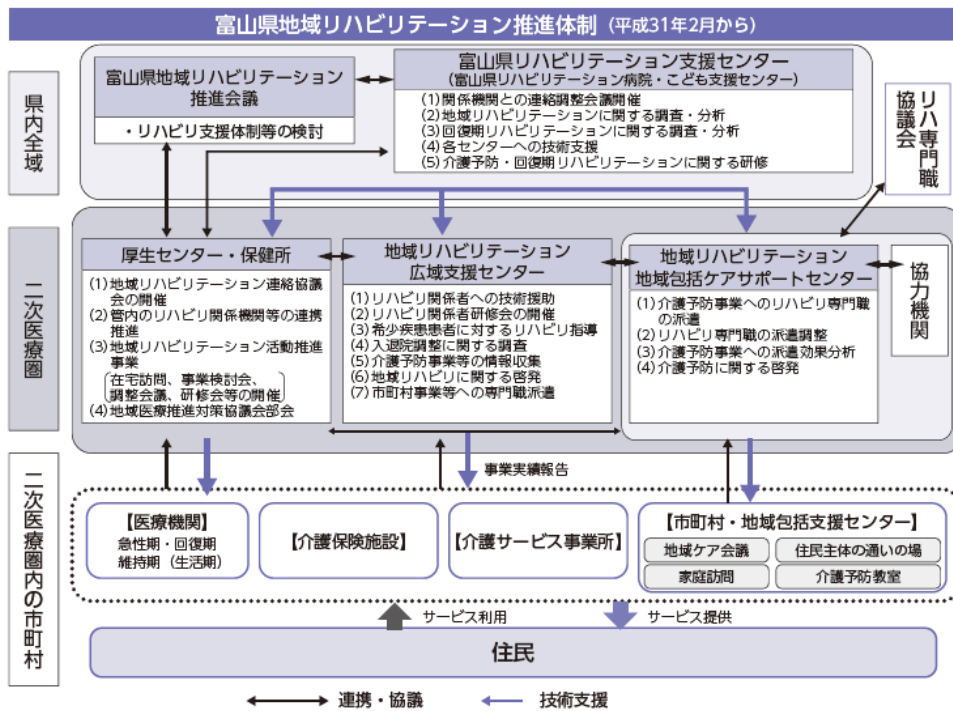 富山県地域リハビリテーション推進体制（平成31年2月から）
県内全域
富山県地域リハビリテーション
推進会議
・リハビリ支援体制等の検討
富山県リハビリテーション支援センター
（富山県リハビリテーション病院・こども支援センター）
(1)関係機関との連絡調整会議開催
(2)地域リハビリテーションに関する調査・分析
(3)回復期リハビリテーションに関する調査・分析
(4)各センターへの技術支援
(5)介護予防・回復期リハビリテーションに関する研修
リハ専門職
協議会
二次医療圏
厚生センター・保健所
(1)地域リハビリテーション連絡協議
会の開催
(2)管内のリハビリ関係機関等の連携
推進
(3)地域リハビリテーション活動推進
事業
在宅訪問、事業検討会、
調整会議、研修会等の開催
(4)地域医療推進対策協議会部会
地域リハビリテーション
広域支援センター
(1)リハビリ関係者への技術援助
(2)リハビリ関係者研修会の開催
(3)希少疾患患者に対するリハビリ指導
(4)入退院調整に関する調査
(5)介護予防事業等の情報収集
(6)地域リハビリに関する啓発
(7)市町村事業等への専門職派遣
地域リハビリテーション
地域包括ケアサポートセンター
(1)介護予防事業へのリハビリ専門職
の派遣
(2)リハビリ専門職の派遣調整
(3)介護予防事業への派遣効果分析
(4)介護予防に関する啓発
協力機関
事業実績報告
二次医療圏内の市町村
【医療機関】
急性期・回復期
維持期（生活期）
【介護保険施設】
【介護サービス事業所】
【市町村・地域包括支援センター】
地域ケア会議
住民主体の通いの場
家庭訪問
介護予防教室
サービス利用
サービス提供
住民
連携・協議
技術支援